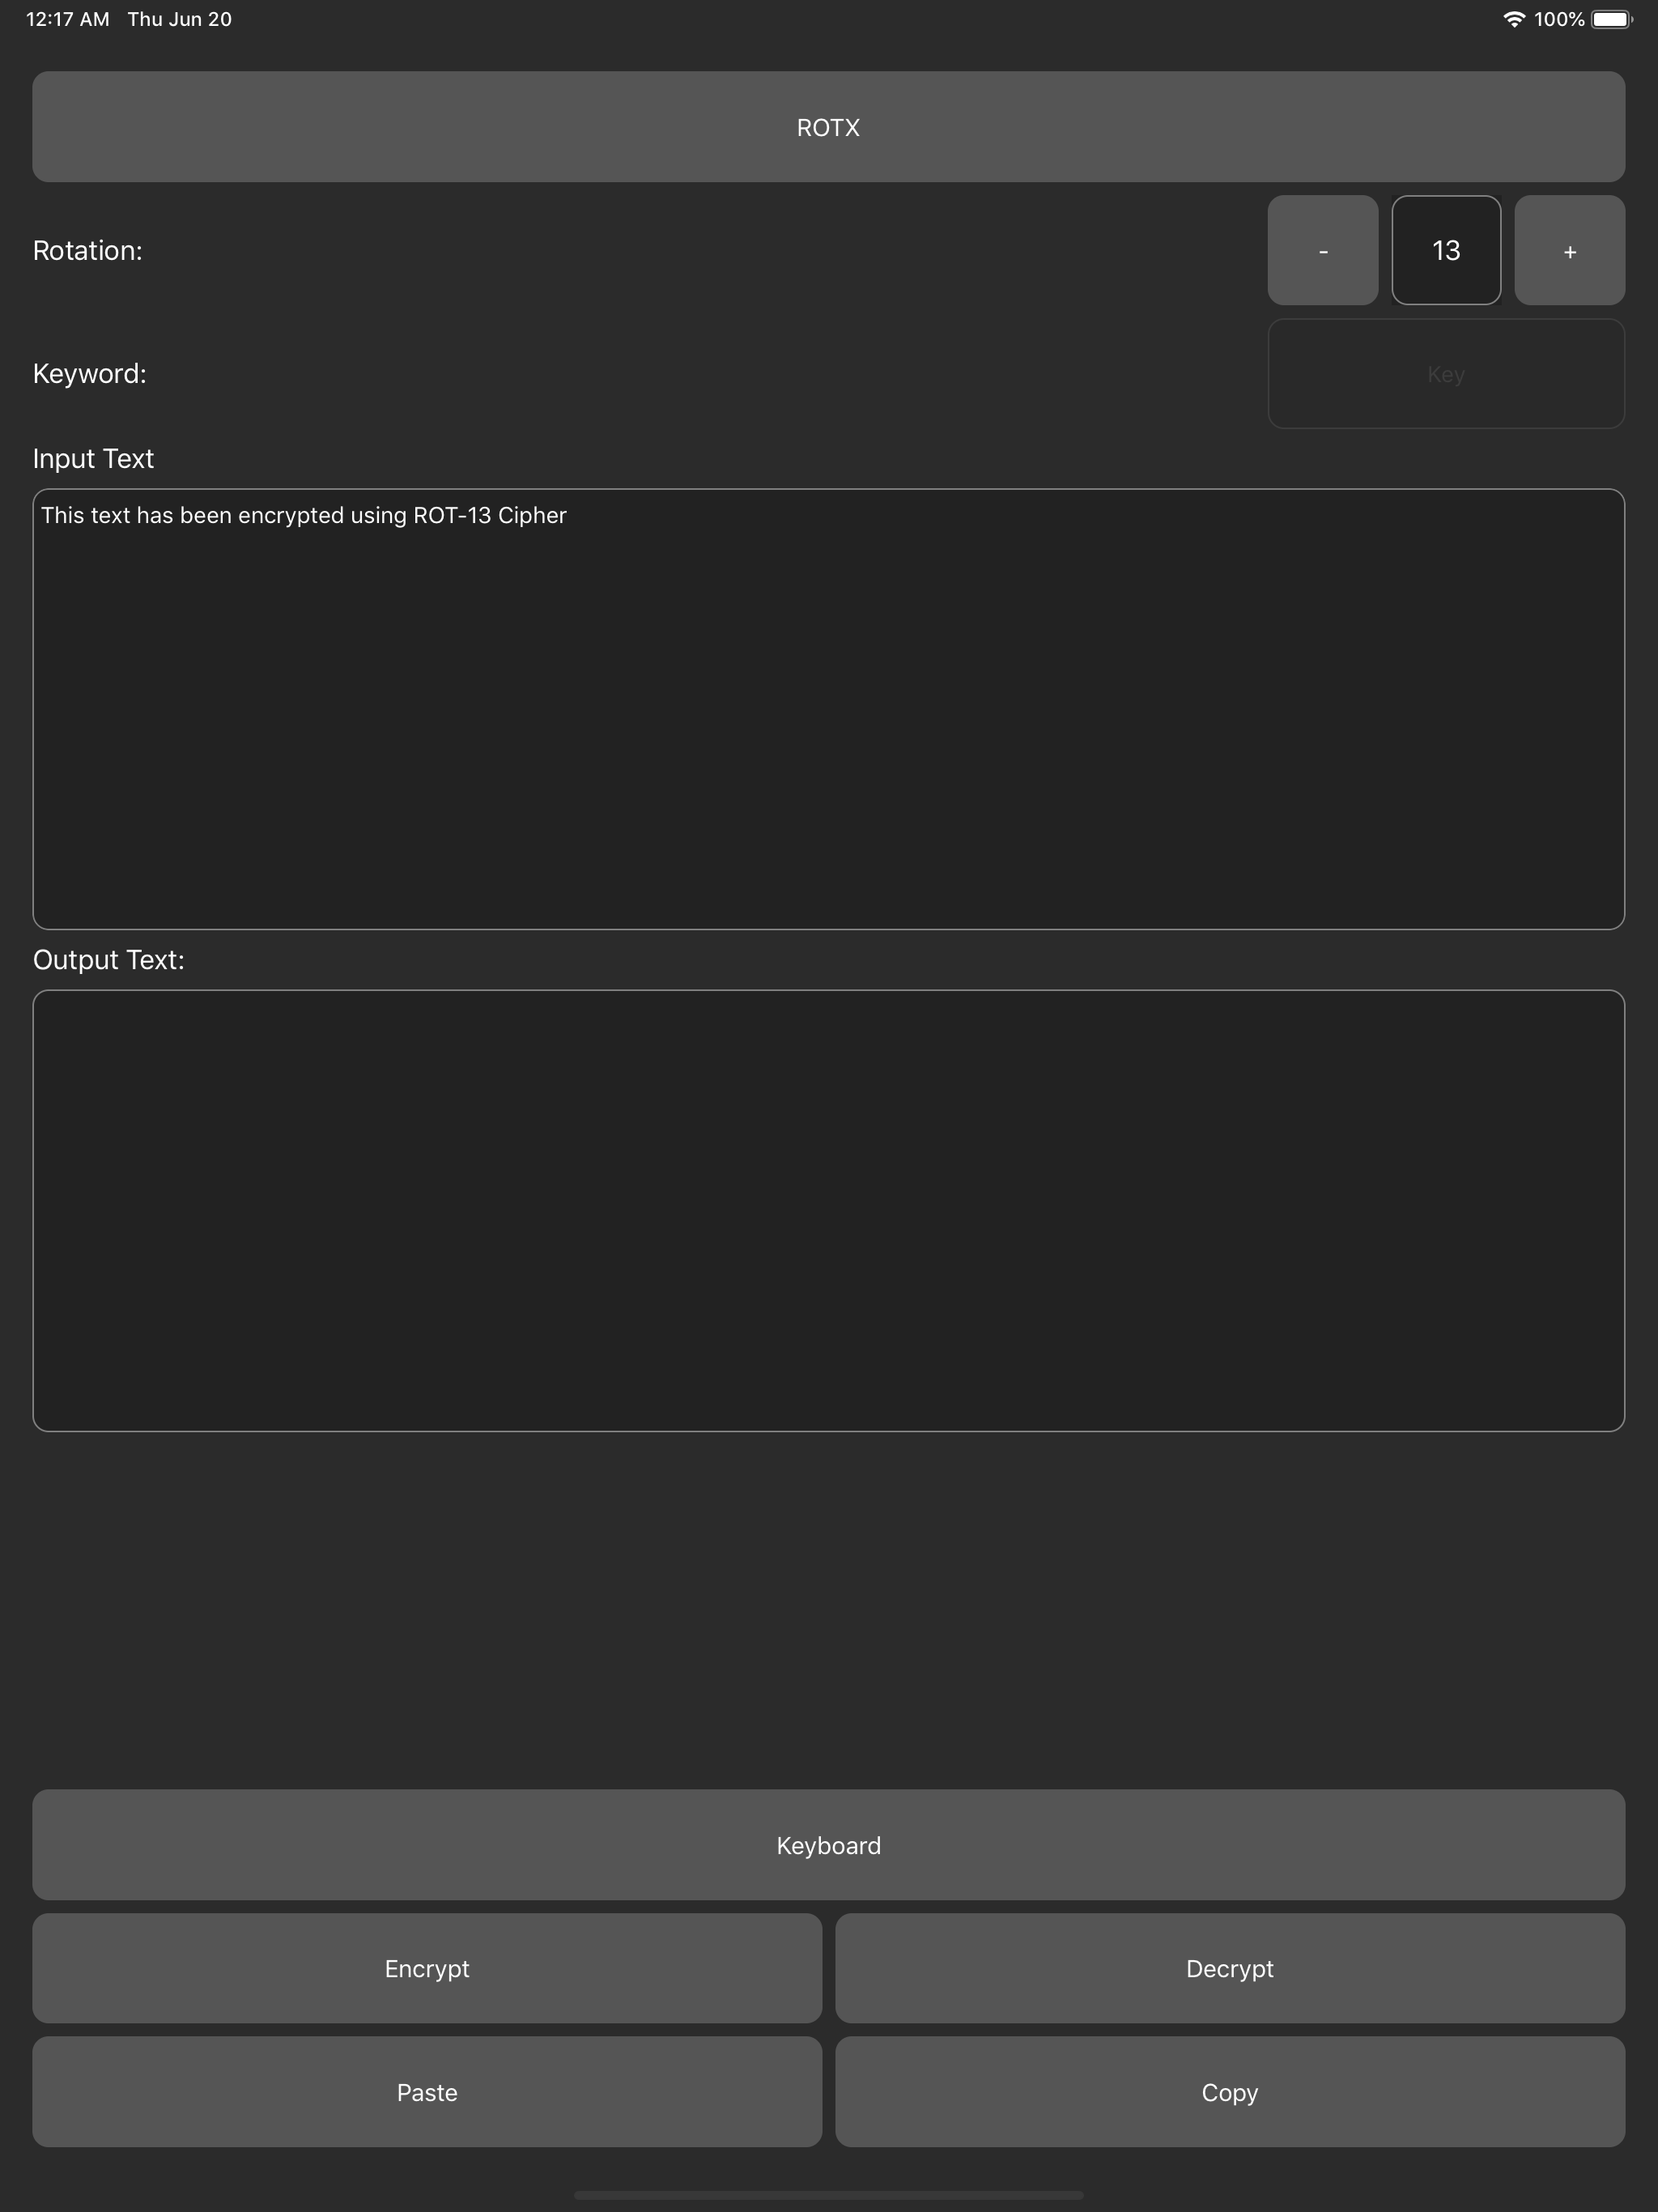 12:17 AM Thu Jun 20 100%
ROTX
Rotation: - 13 +
Keyword: Key
Input Text
This text has been encrypted using ROT-13 Cipher
Output Text:
Keyboard
Encrypt Decrypt
Paste Copy